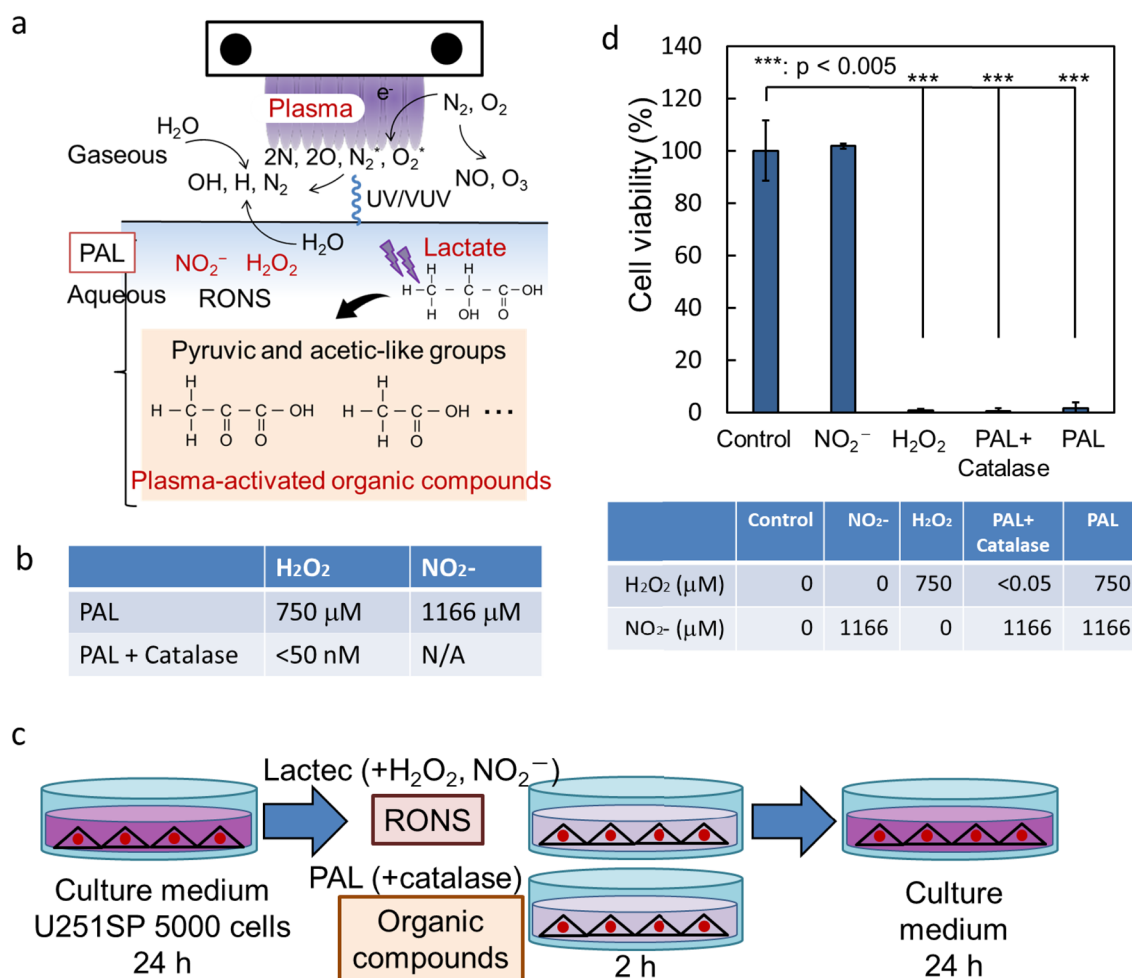 a
Plasma
e-
N₂, O₂
H₂O
Gaseous
2N, 2O, N₂*, O₂*
OH, H, N₂
NO, O₃
UV/VUV
H₂O
PAL
NO₂⁻ H₂O₂
Lactate
Aqueous
RONS
H
H
H – C – C – C – OH
H OH O
Pyruvic and acetic-like groups
H
H – C – C – C – OH
H O O
H
H – C – C – OH
H O
...
Plasma-activated organic compounds
b
H₂O₂ NO₂-
PAL 750 μM 1166 μM
PAL + Catalase <50 nM N/A
c
Lactec (+H₂O₂, NO₂⁻)
RONS
PAL (+catalase)
Organic
compounds
Culture medium
U251SP 5000 cells
24 h
2 h
Culture
medium
24 h
d
Cell viability (%)
140
120
100
80
60
40
20
0
***: p < 0.005
*** *** ***
Control NO₂⁻ H₂O₂ PAL+ PAL
Catalase
Control NO₂- H₂O₂ PAL+ PAL
Catalase
H₂O₂ (μM) 0 0 750 <0.05 750
NO₂- (μM) 0 1166 0 1166 1166